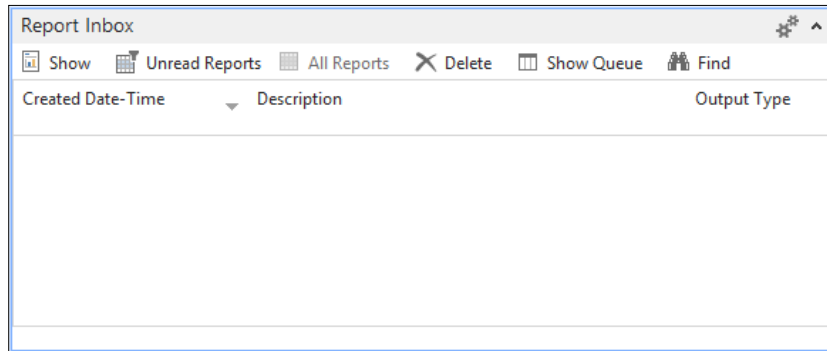 Report Inbox
Show Unread Reports All Reports Delete Show Queue Find
Created Date-Time Description Output Type